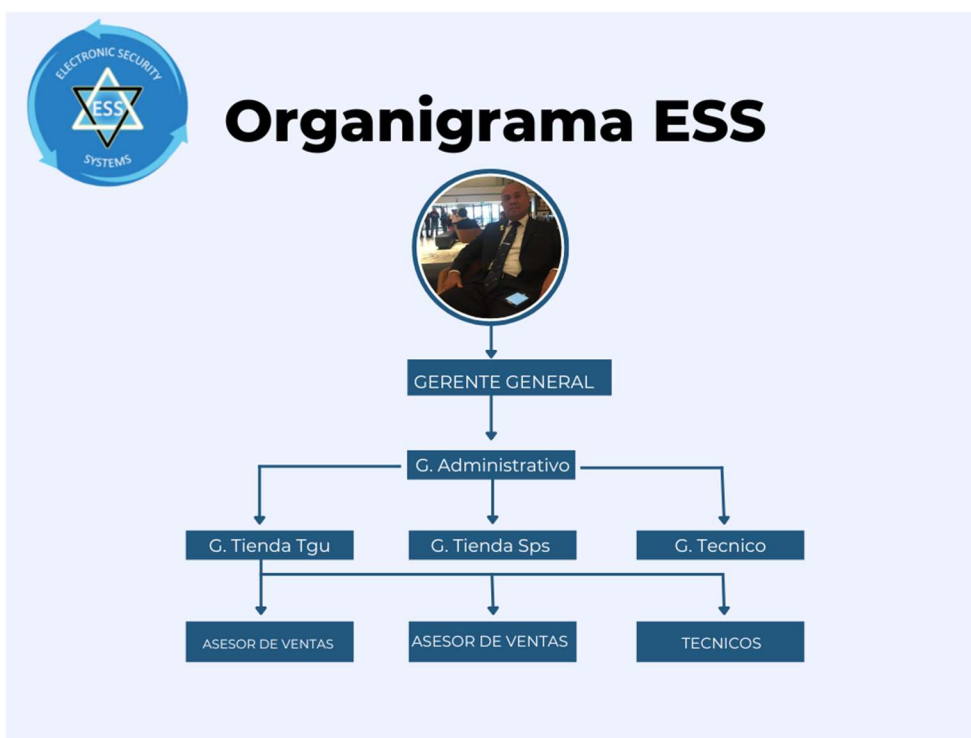 ELECTRONIC SECURITY
ESS
SYSTEMS
Organigrama ESS
GERENTE GENERAL
G. Administrativo
G. Tienda Tgu
G. Tienda Sps
G. Tecnico
ASESOR DE VENTAS
ASESOR DE VENTAS
TECNICOS